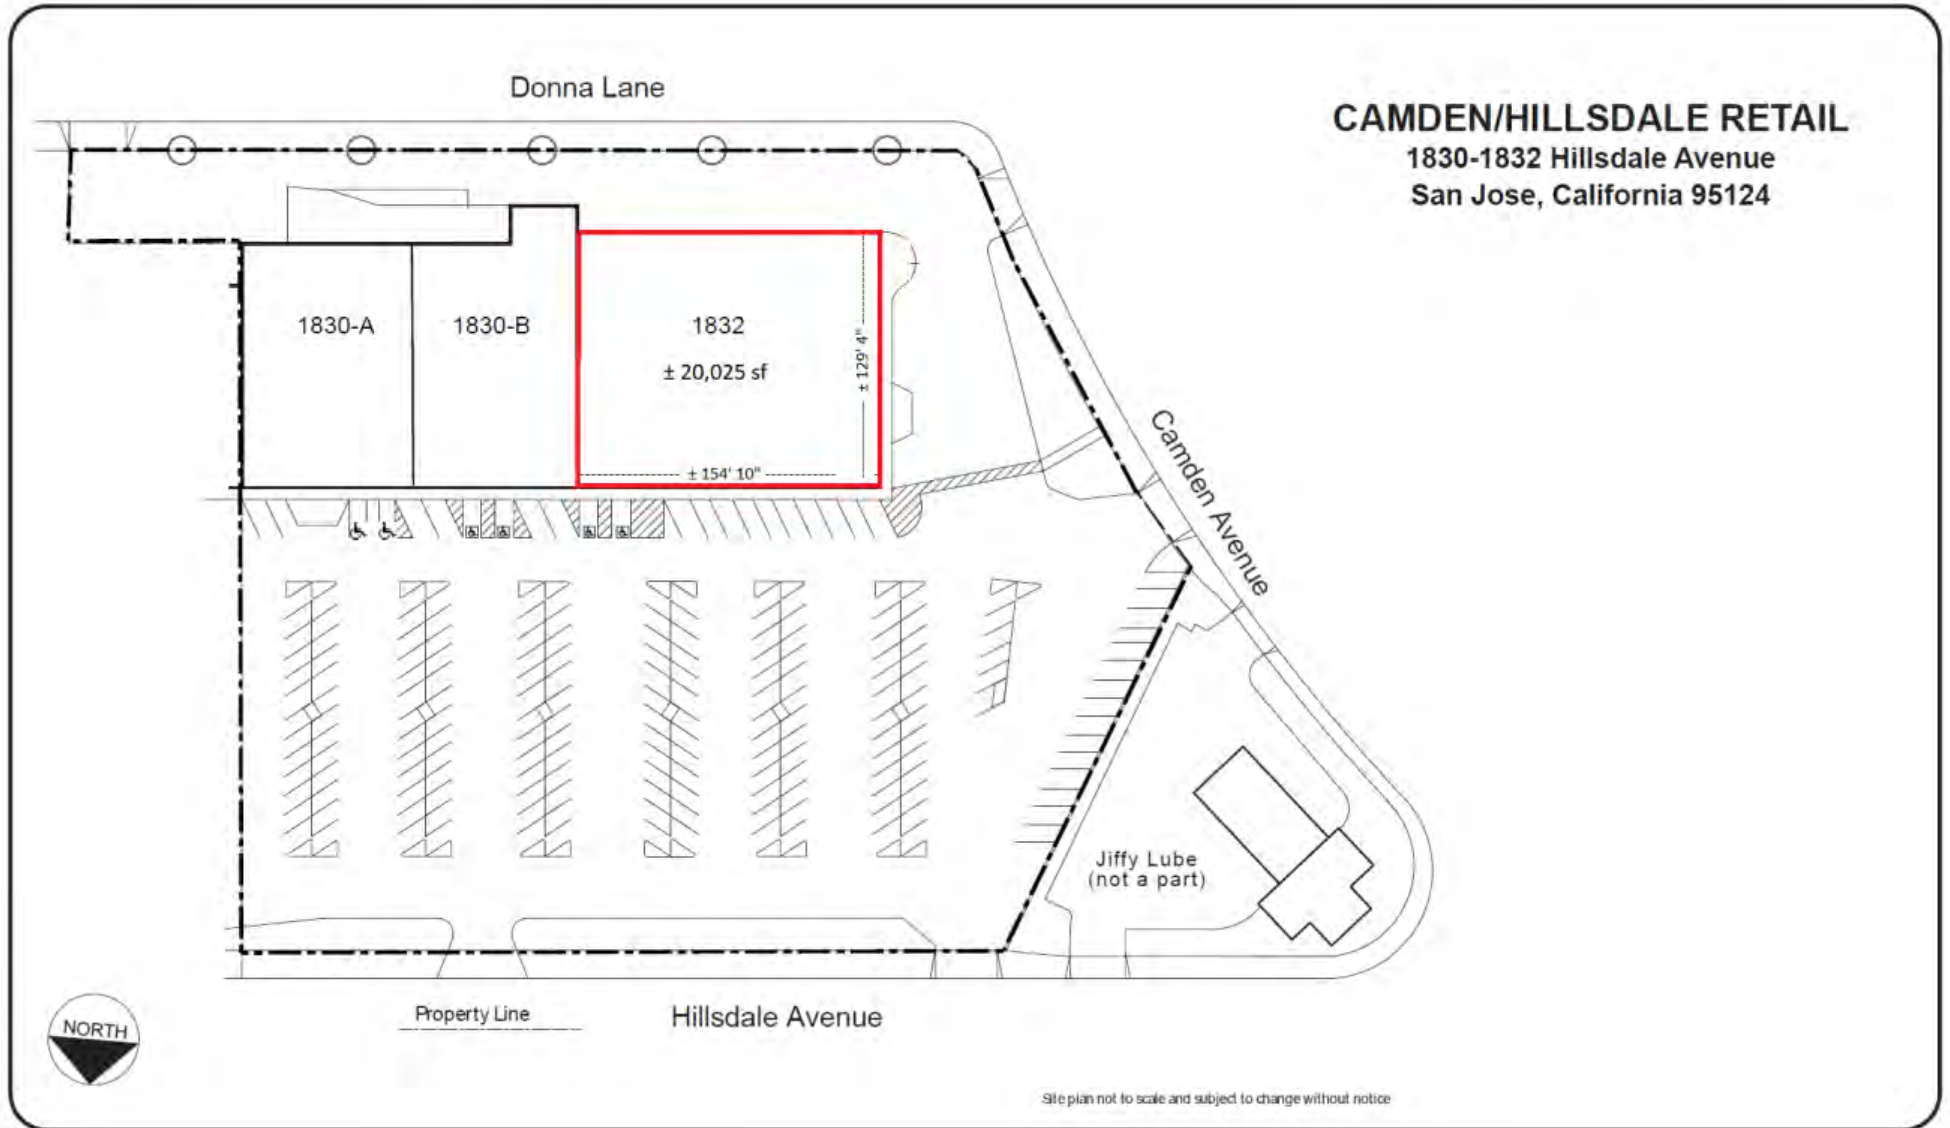 Donna Lane
CAMDEN/HILLSDALE RETAIL
1830-1832 Hillsdale Avenue
San Jose, California 95124
1830-A
1830-B
1832
± 20,025 sf
± 129' 4"
± 154' 10"
Camden Avenue
Jiffy Lube
(not a part)
Property Line
Hillsdale Avenue
NORTH
Site plan not to scale and subject to change without notice